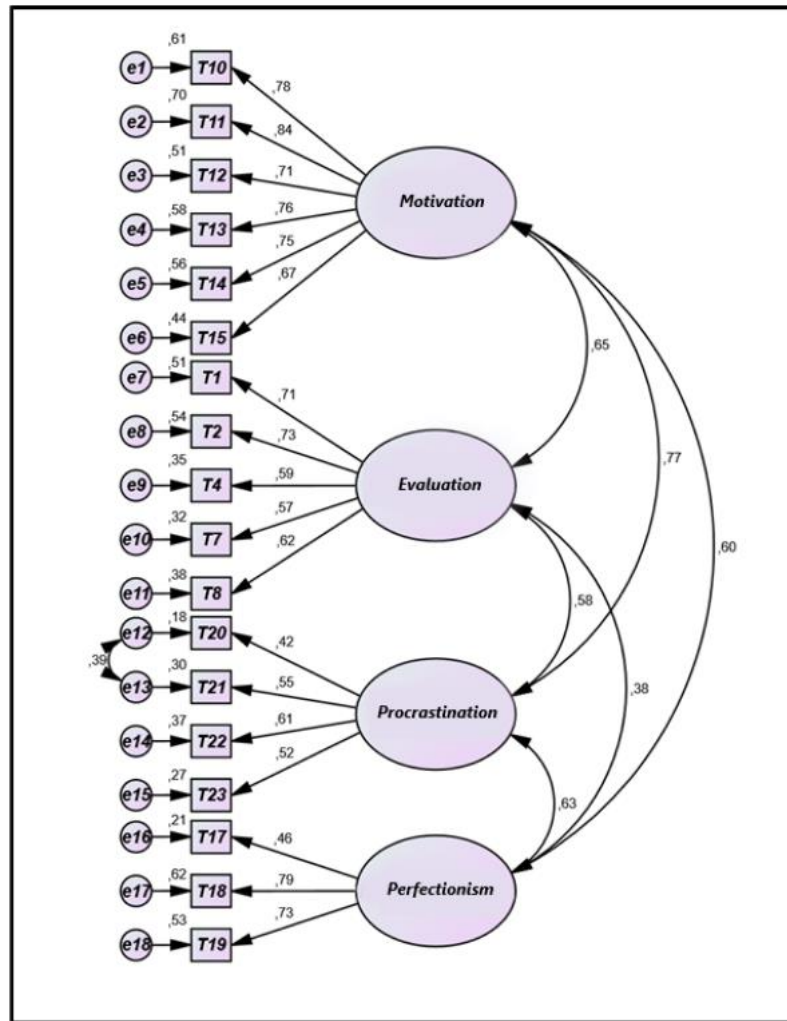 ,61
e1 T10
,78
,70
e2 T11
,84
,51
e3 T12
,71
Motivation
,58
e4 T13
,76
,56
e5 T14
,75
,44
e6 T15
,67
,51
e7 T1
,71
,65
,54
e8 T2
,73
,77
,35
e9 T4
,59
Evaluation
,32
e10 T7
,57
,60
,38
e11 T8
,62
,58
,18
e12 T20
,42
,39
,30
e13 T21
,55
,38
,37
e14 T22
,61
Procrastination
,27
e15 T23
,52
,63
,21
e16 T17
,46
,62
e17 T18
,79
Perfectionism
,53
e18 T19
,73